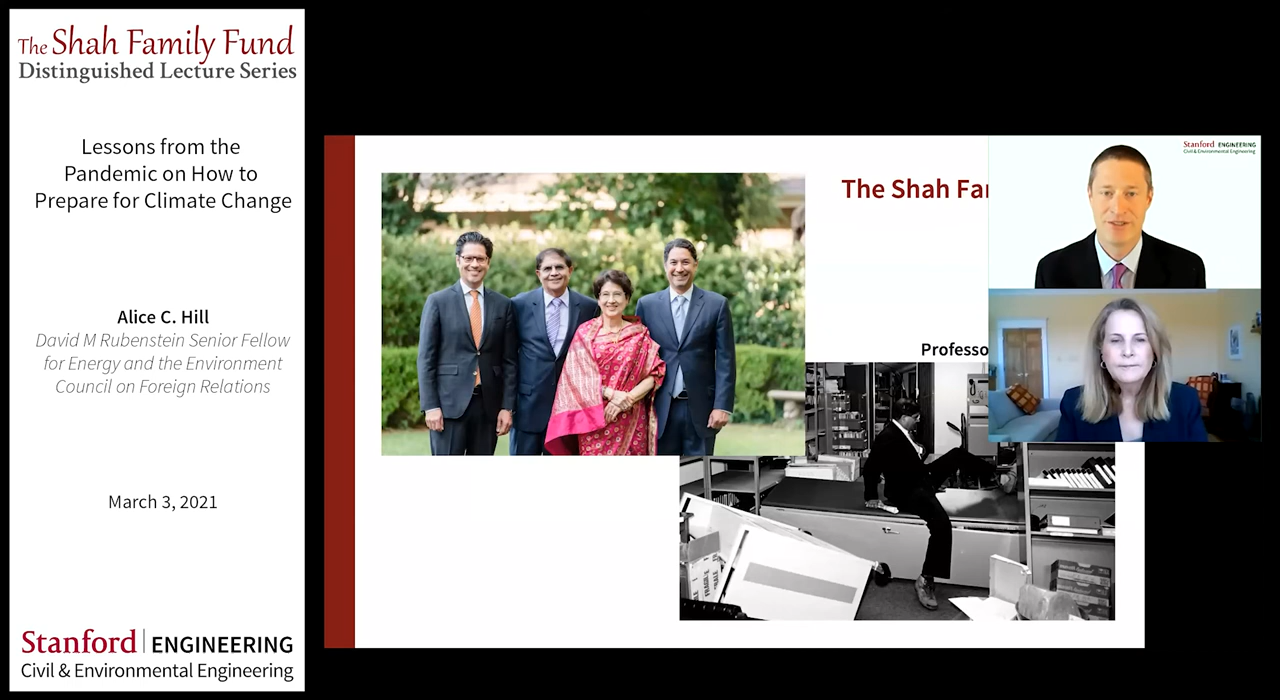 The Shah Family Fund
Distinguished Lecture Series
Lessons from the
Pandemic on How to
Prepare for Climate Change
Alice C. Hill
David M Rubenstein Senior Fellow
for Energy and the Environment
Council on Foreign Relations
March 3, 2021
Stanford ENGINEERING
Civil & Environmental Engineering
The Shah Fam
Professo
Stanford ENGINEERING
Civil & Environmental Engineering
FRAGILE